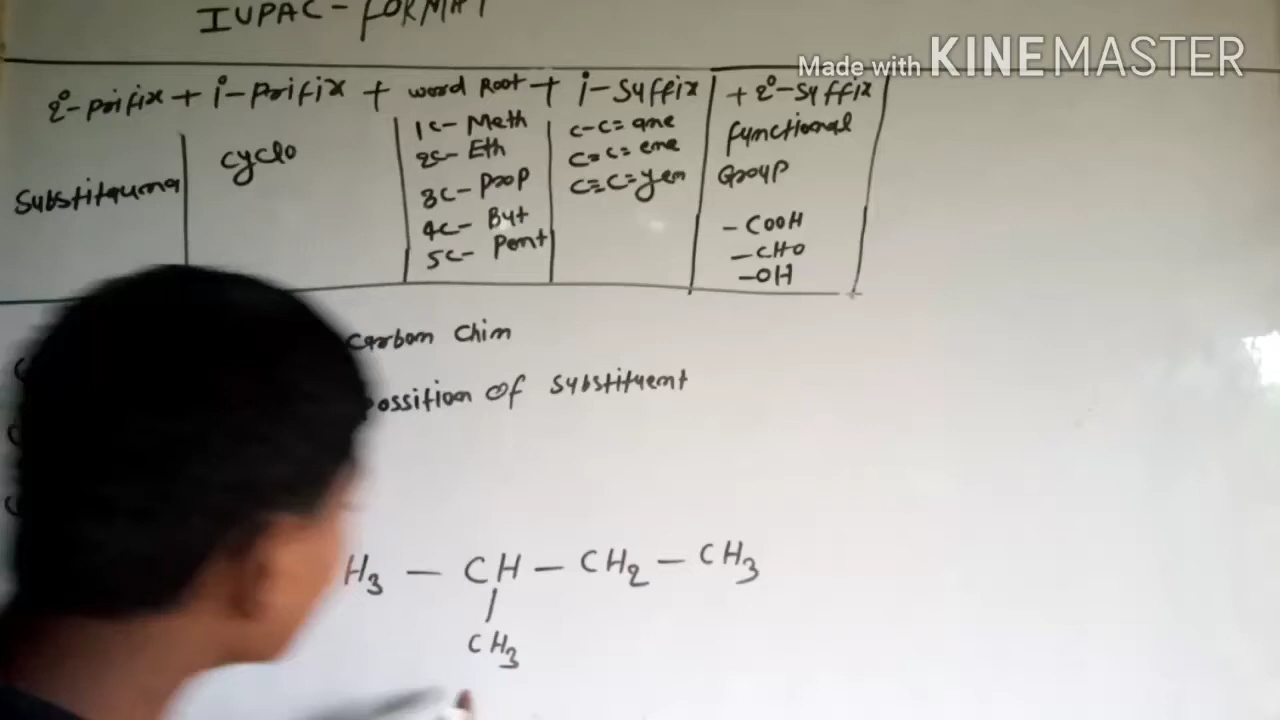 IUPAC - FORMAT
Made with KINEMASTER
2°- Prifix + 1- Prifix + word Root + 1- Suffix + 2°- Suffix
Substituuna
cyclo
1C- Meth
2C- Eth
3C- Prop
4C- But
5C- Pent
C-C= ane
C=C= ene
C≡C= yen
Functional
Group
- COOH
- CHO
- OH
Carbon Chin
possition of substituent
H3 — CH — CH2 — CH3
|
CH3